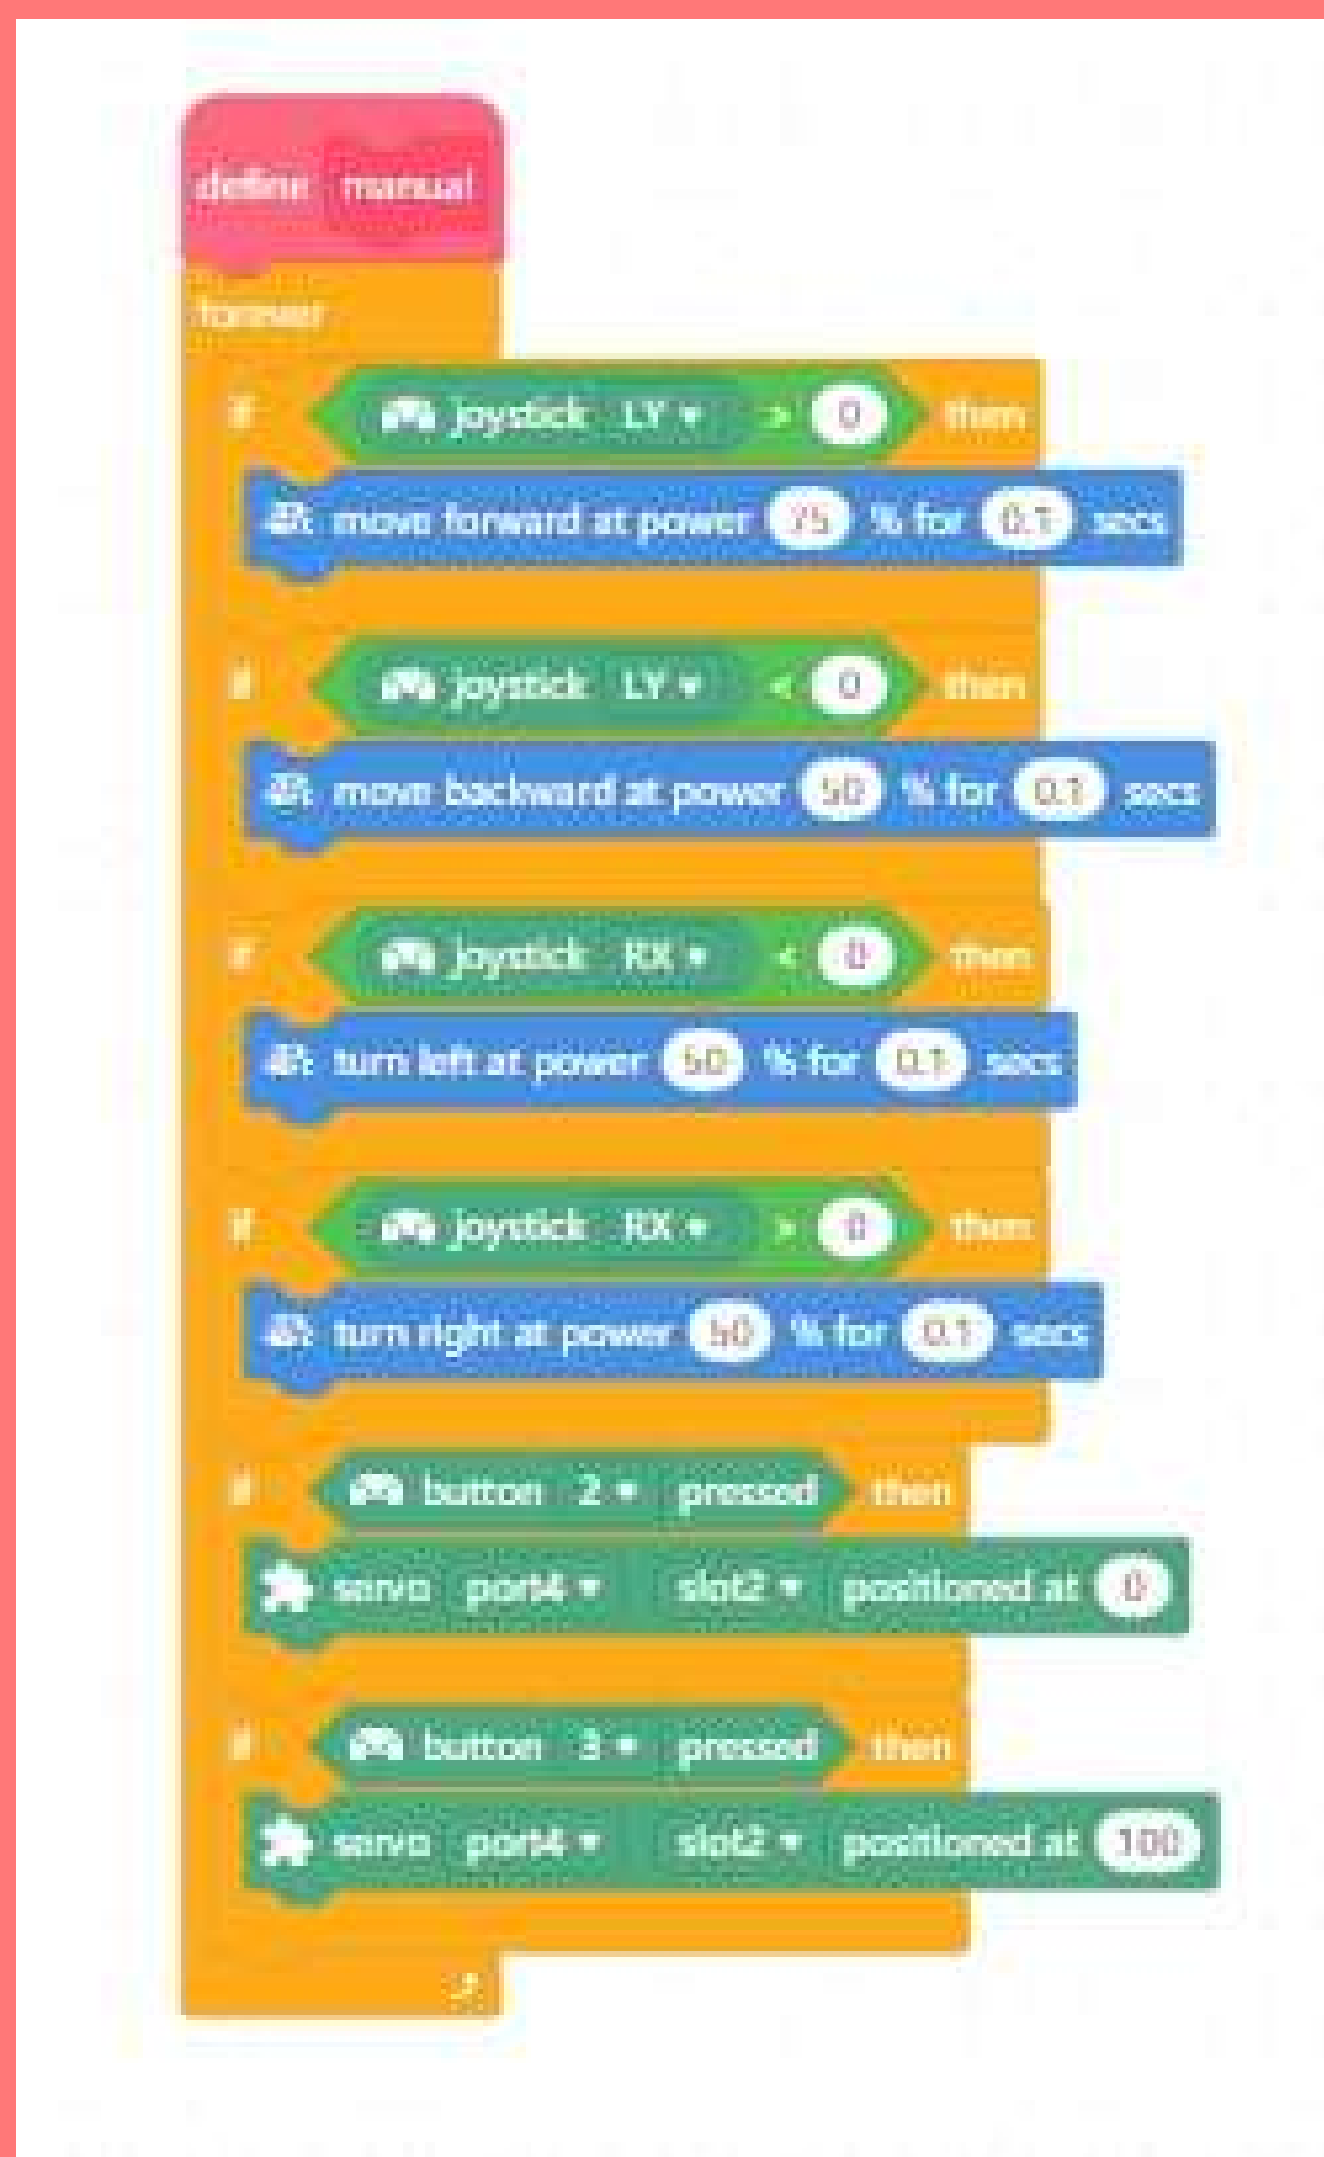 define manual
forever
if joystick LY > 0 then
move forward at power 75 % for 0.1 secs
if joystick LY < 0 then
move backward at power 50 % for 0.1 secs
if joystick RX < 0 then
turn left at power 50 % for 0.1 secs
if joystick RX > 0 then
turn right at power 50 % for 0.1 secs
if button 2 pressed then
servo port4 slot2 positioned at 0
if button 3 pressed then
servo port4 slot2 positioned at 100